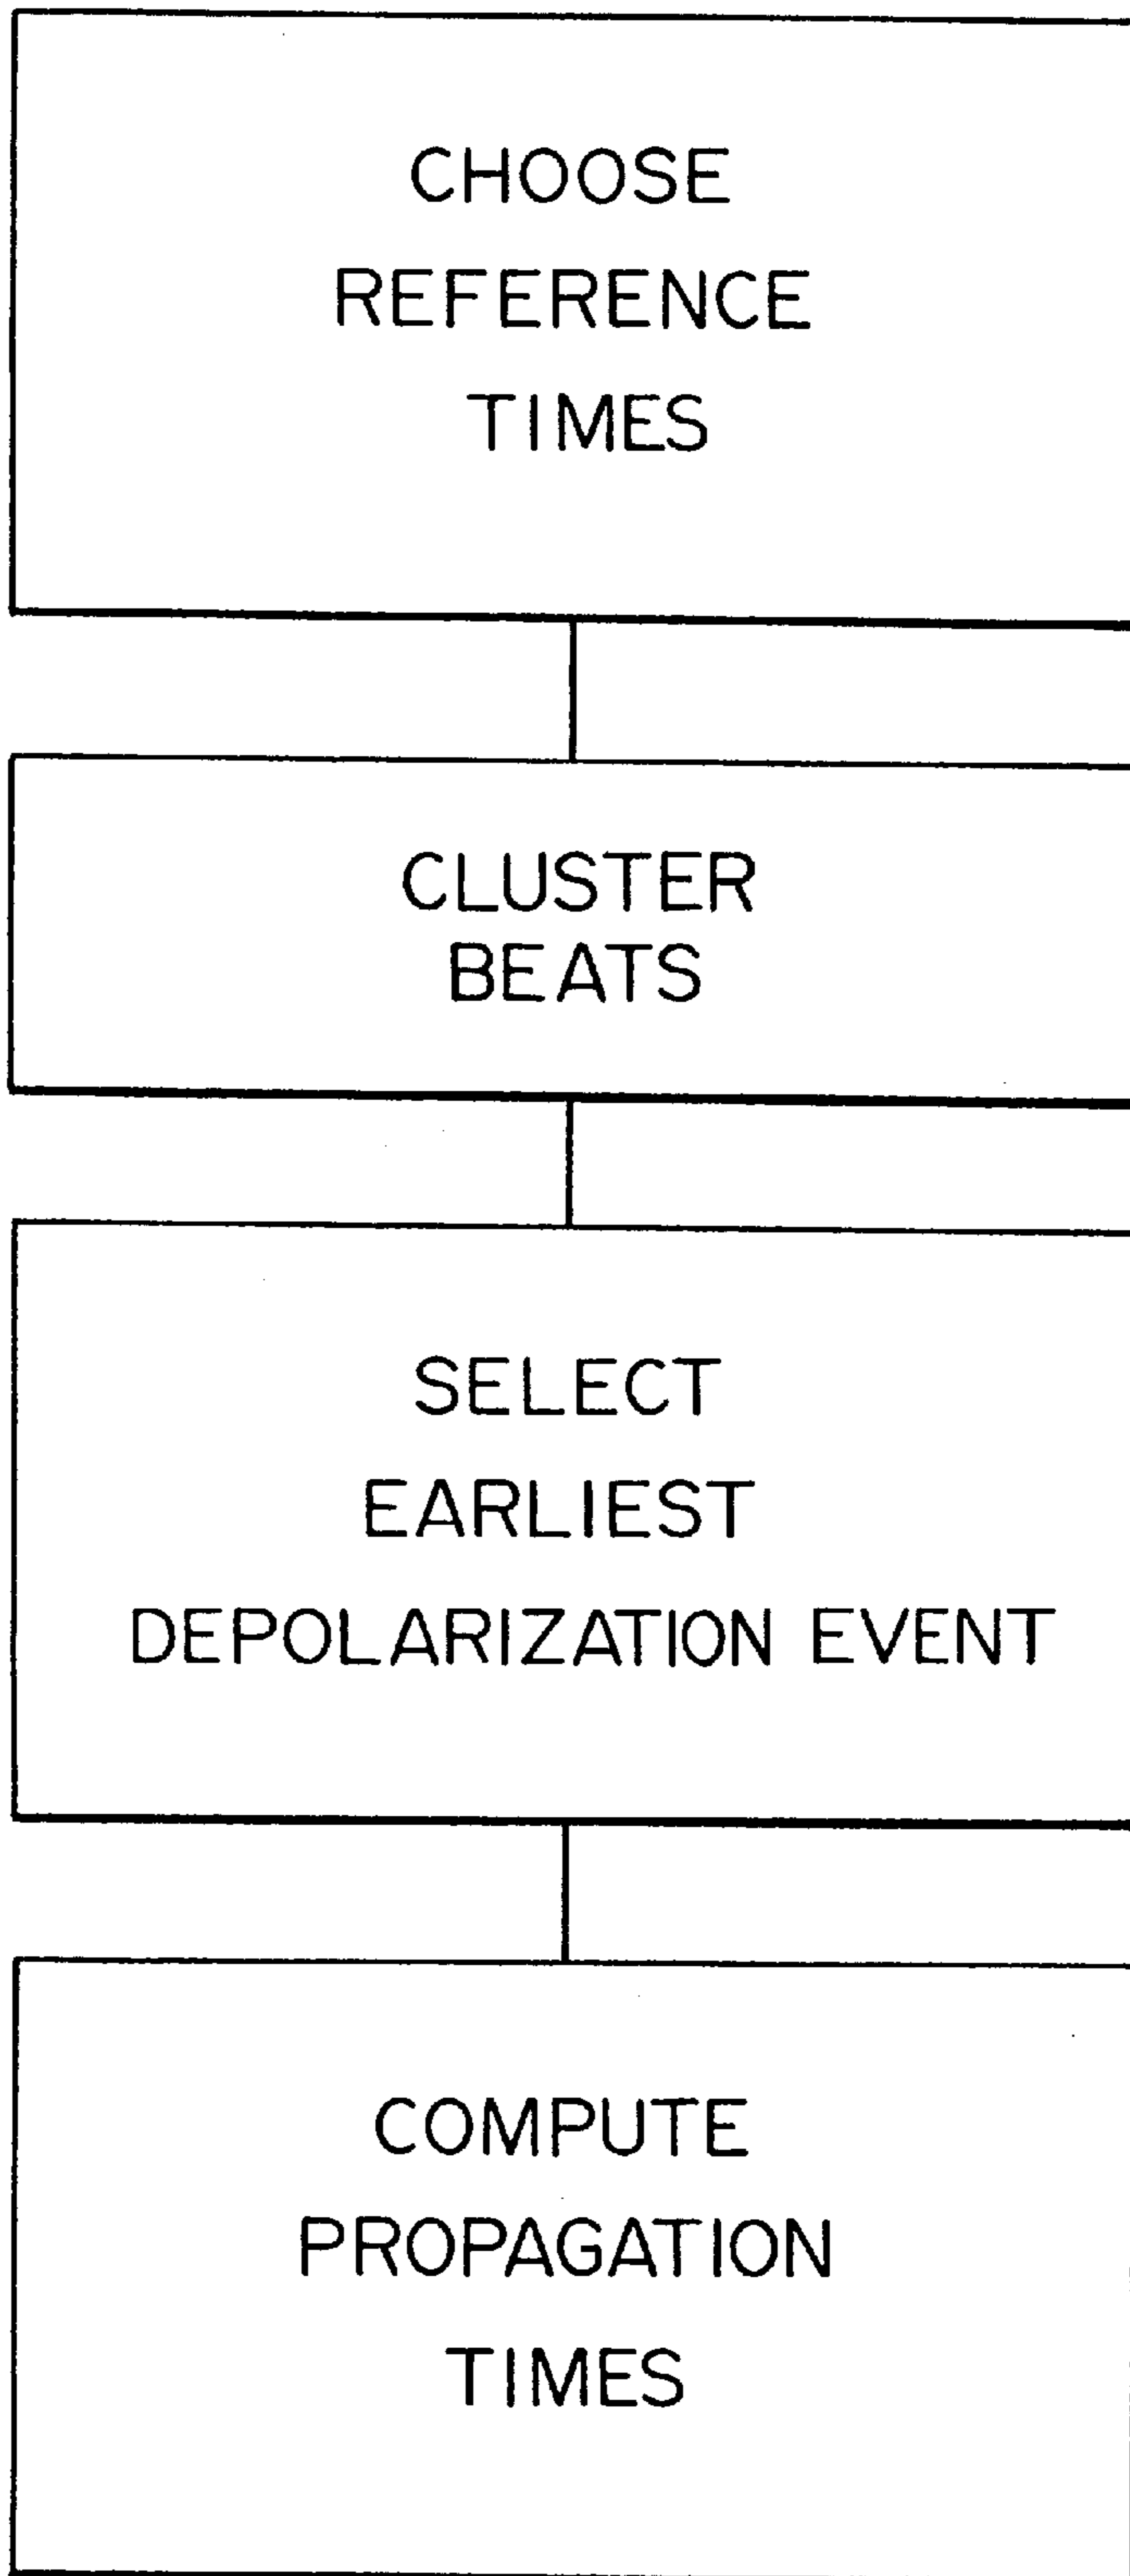 CHOOSE
REFERENCE
TIMES
CLUSTER
BEATS
SELECT
EARLIEST
DEPOLARIZATION EVENT
COMPUTE
PROPAGATION
TIMES